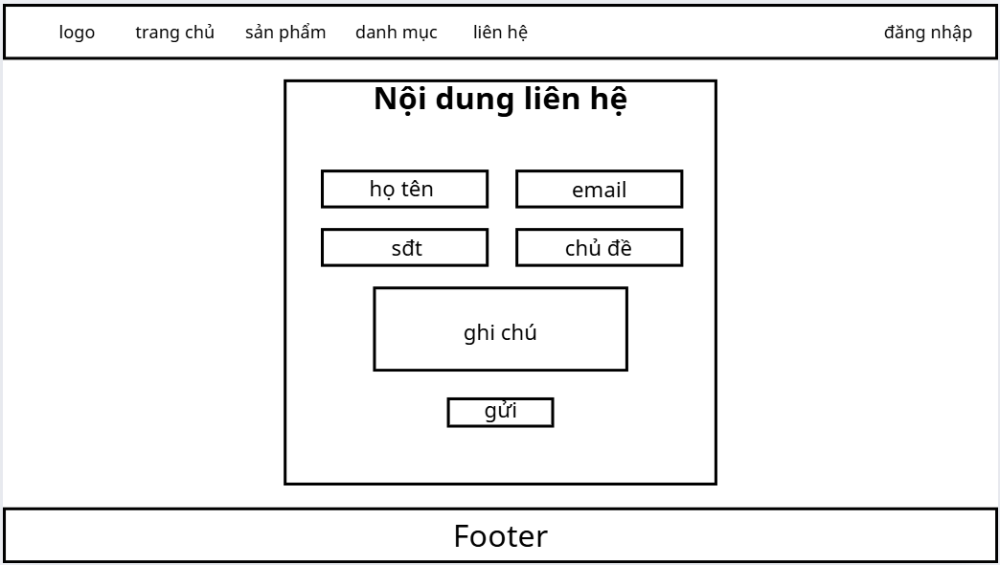 logo trang chủ sản phẩm danh mục liên hệ đăng nhập
Nội dung liên hệ
họ tên email
sđt chủ đề
ghi chú
gửi
Footer